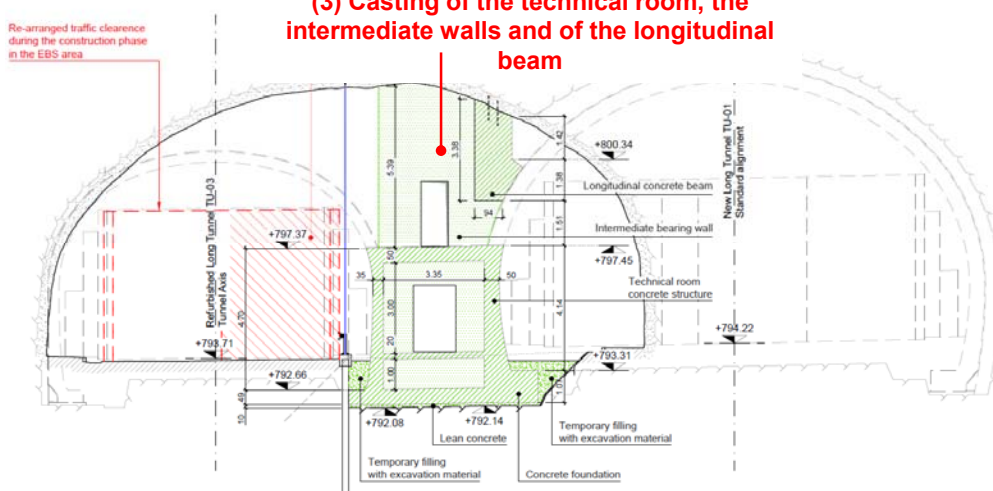 (3) Casting of the technical room, the
intermediate walls and of the longitudinal
beam
Re-arranged traffic clearence
during the construction phase
in the EBS area
Refurbished Long Tunnel TU-03
Tunnel Axis
New Long Tunnel TU-01
Standard alignment
+800.34
1.42
5.39
3.38
1.38
Longitudinal concrete beam
94
1.51
Intermediate bearing wall
+797.37
+797.45
50
35
3.35
50
Technical room
concrete structure
3.00
4.14
4.70
+794.22
+793.71
20
+793.31
1.00
+792.66
1.07
49
10
+792.08
+792.14
Lean concrete
Temporary filling
with excavation material
Temporary filling
with excavation material
Concrete foundation